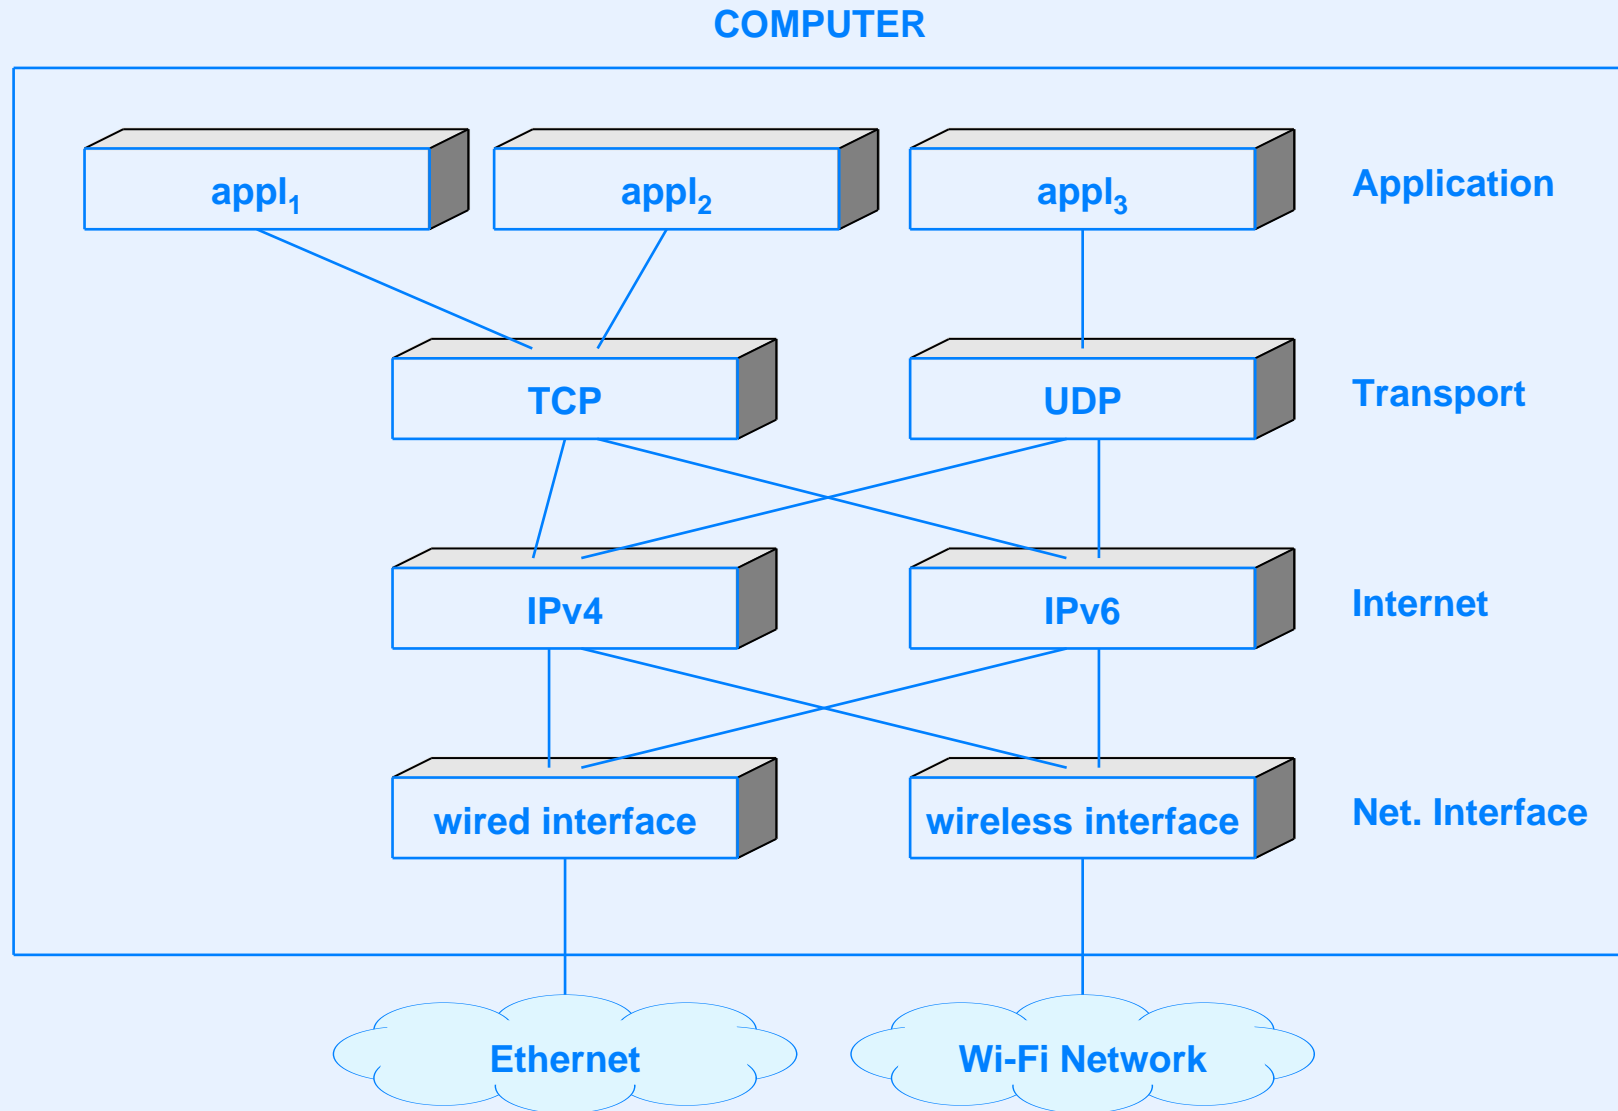 COMPUTER
appl1 appl2 appl3 Application
TCP UDP Transport
IPv4 IPv6 Internet
wired interface wireless interface Net. Interface
Ethernet Wi-Fi Network